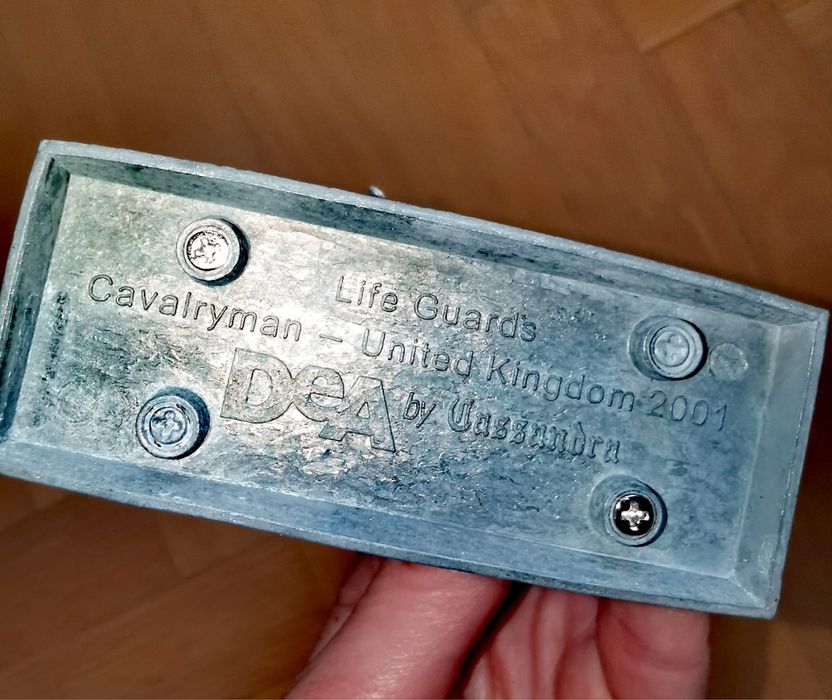 Life Guards
Cavalryman – United Kingdom 2001
DeA by Cassandra